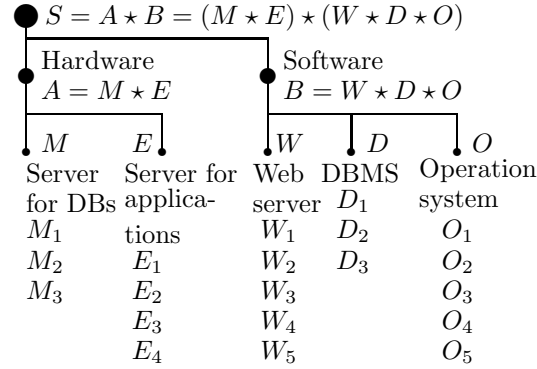 S = A ⋆ B = (M ⋆ E) ⋆ (W ⋆ D ⋆ O)
Hardware
A = M ⋆ E
Software
B = W ⋆ D ⋆ O
M
Server
for DBs
M1
M2
M3
E
Server for
applica-
tions
E1
E2
E3
E4
W
Web
server
W1
W2
W3
W4
W5
D
DBMS
D1
D2
D3
O
Operation
system
O1
O2
O3
O4
O5